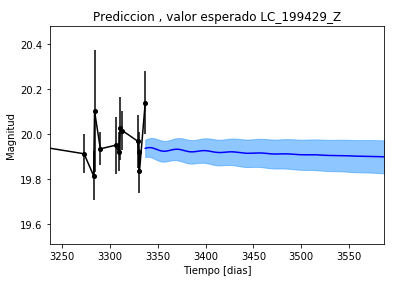 Prediccion , valor esperado LC_199429_Z
20.4
20.2
20.0
19.8
19.6
Magnitud
3250 3300 3350 3400 3450 3500 3550
Tiempo [dias]